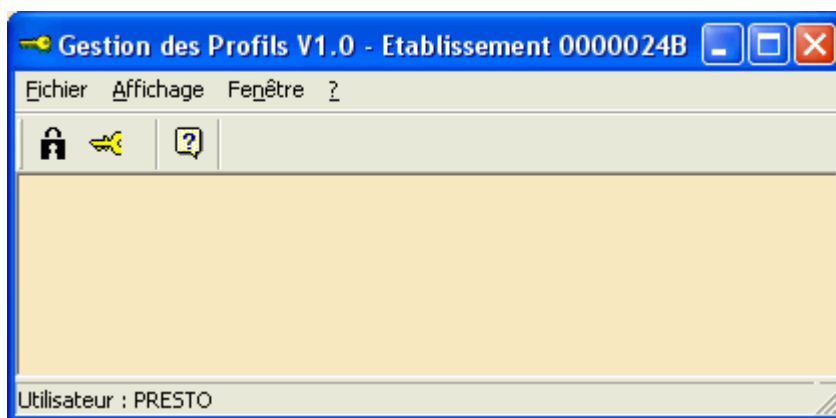 Gestion des Profils V1.0 - Etablissement 0000024B
Fichier Affichage Fenêtre ?
Utilisateur : PRESTO